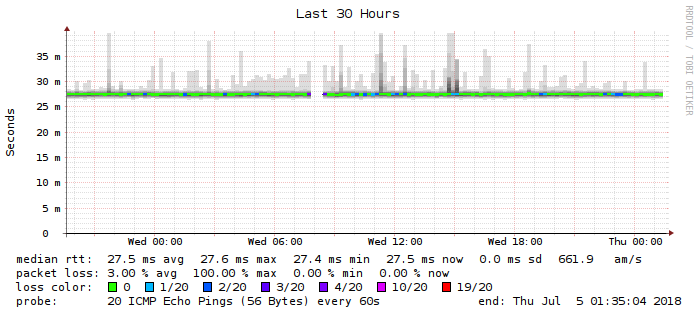 Last 30 Hours
RRDTOOL / TOBI OETIKER
Seconds
35 m
30 m
25 m
20 m
15 m
10 m
5 m
0
Wed 00:00 Wed 06:00 Wed 12:00 Wed 18:00 Thu 00:00
median rtt: 27.5 ms avg 27.6 ms max 27.4 ms min 27.5 ms now 0.0 ms sd 661.9 am/s
packet loss: 3.00 % avg 100.00 % max 0.00 % min 0.00 % now
loss color: 0 1/20 2/20 3/20 4/20 10/20 19/20
probe: 20 ICMP Echo Pings (56 Bytes) every 60s end: Thu Jul 5 01:35:04 2018